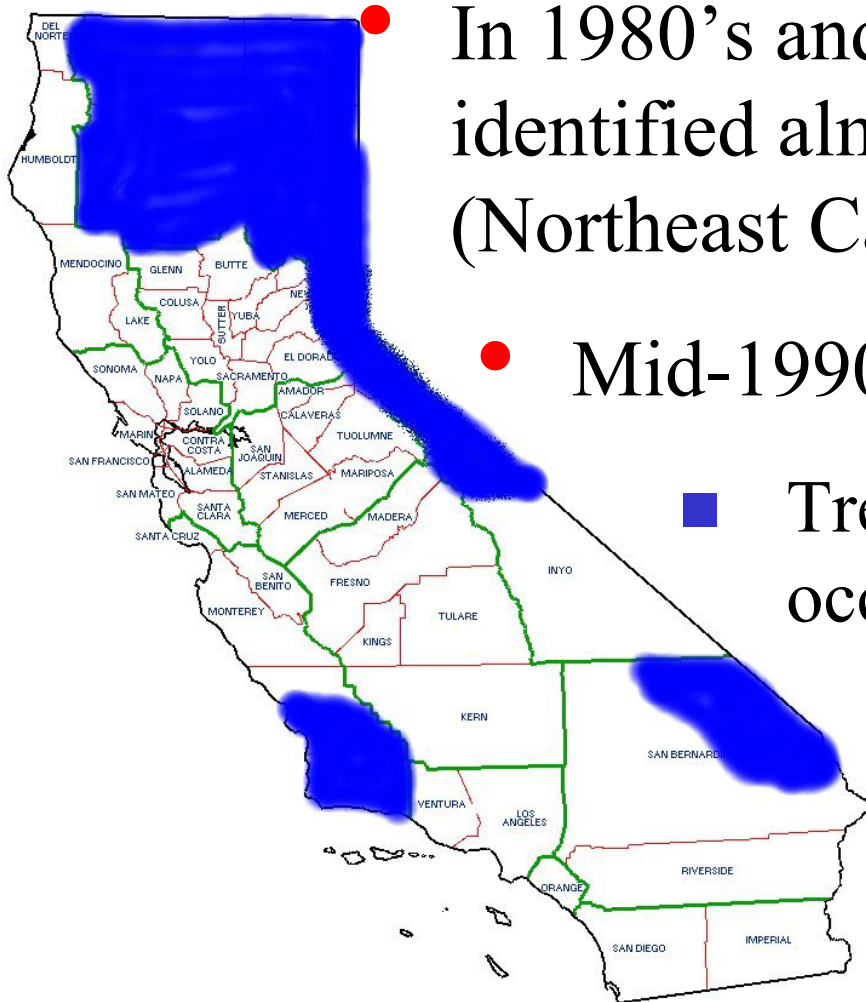 In 1980’s and
identified aln
(Northeast Ca
Mid-1990
Tre
occ
DEL
NORTE
HUMBOLDT
MENDOCINO
GLENN
BUTTE
NE
COLUSA
LAKE
SUTTER
YUBA
SONOMA
NAPA
YOLO
EL DORAD
SACRAMENTO
AMADOR
SOLANO
CALAVERAS
MARIN
CONTRA
COSTA
SAN
JOAQUIN
TUOLUMNE
SAN FRANCISCO
ALAMEDA
STANISLAS
MARIPOSA
SAN MATEO
SANTA
CLARA
MERCED
MADERA
SANTA CRUZ
SAN
BENITO
FRESNO
INYO
MONTEREY
TULARE
KINGS
KERN
SAN BERNARD
VENTURA
LOS
ANGELES
RIVERSIDE
ORANGE
SAN DIEGO
IMPERIAL